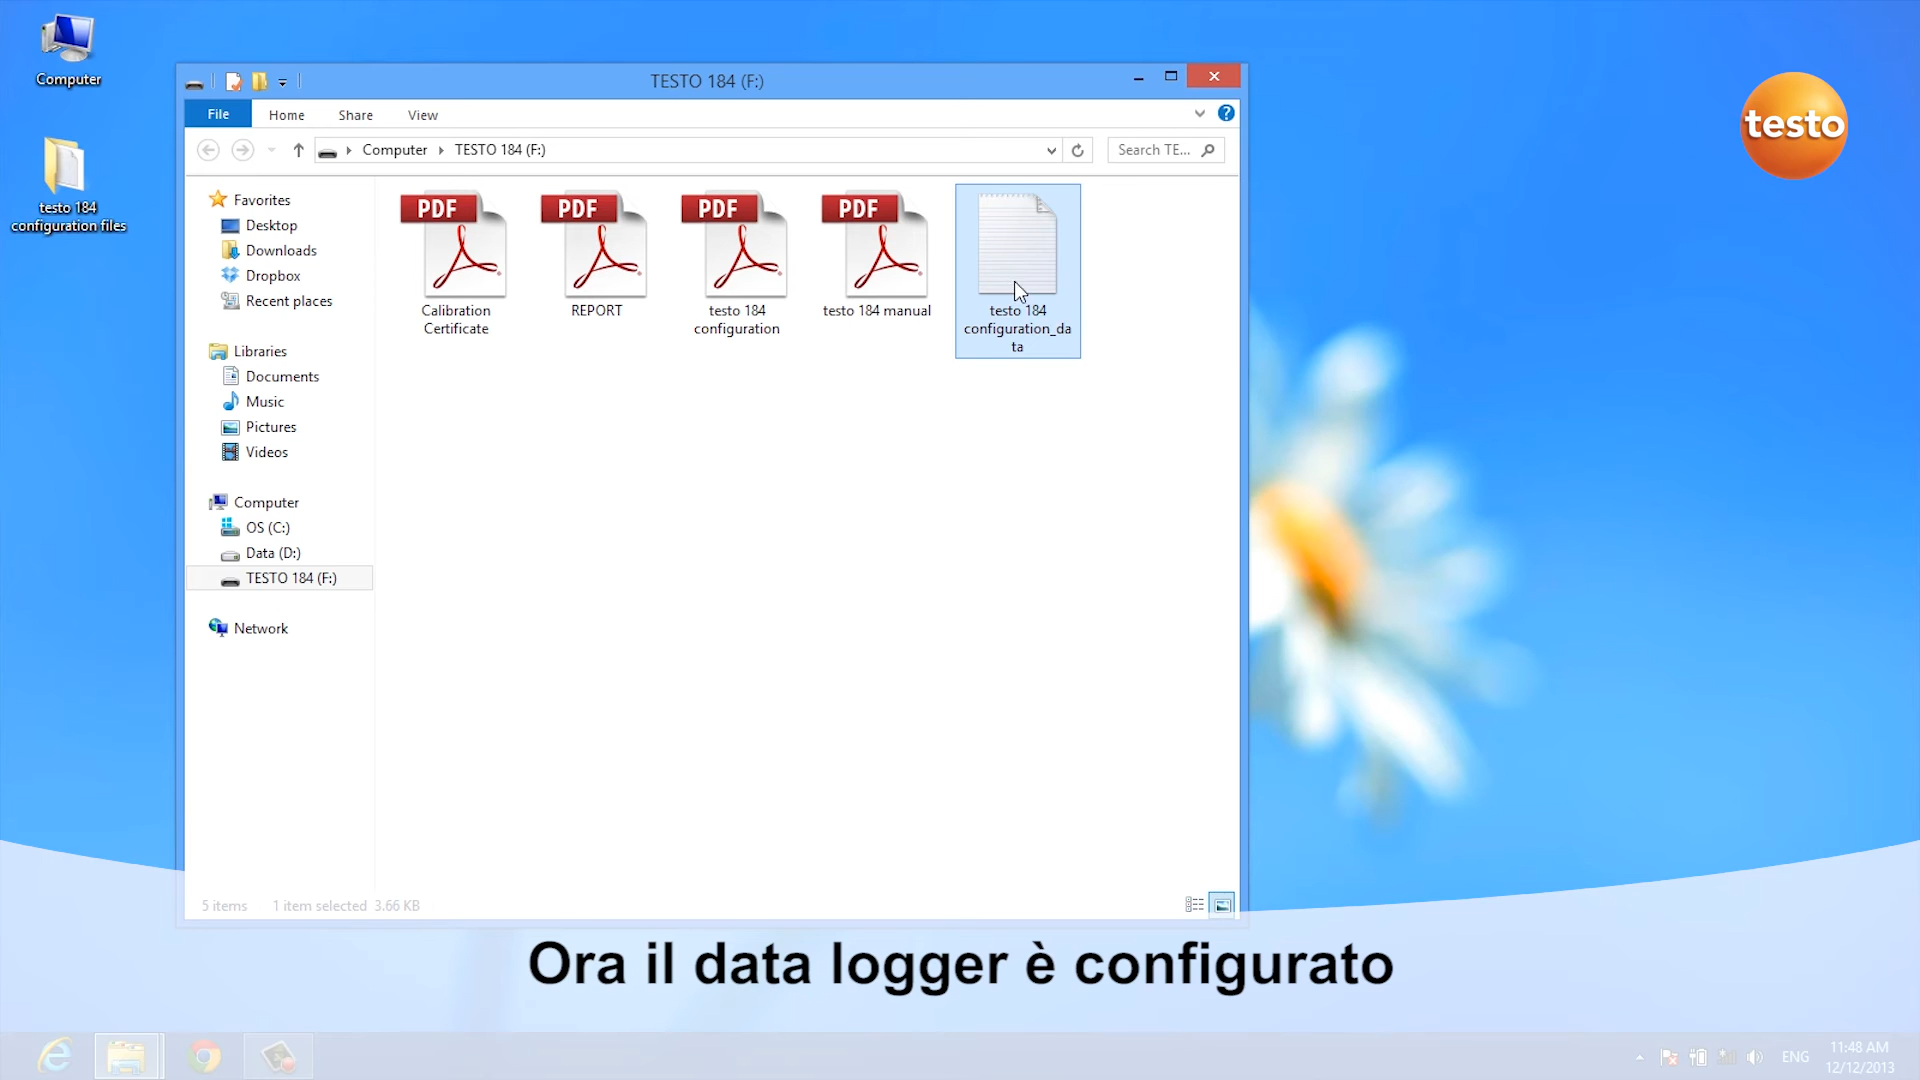 Computer
testo 184
configuration files
TESTO 184 (F:)
File
Home
Share
View
Computer
TESTO 184 (F:)
Search TE...
testo
Favorites
Desktop
Downloads
Dropbox
Recent places
Libraries
Documents
Music
Pictures
Videos
Computer
OS (C:)
Data (D:)
TESTO 184 (F:)
Network
PDF
Calibration
Certificate
PDF
REPORT
PDF
testo 184
configuration
PDF
testo 184 manual
testo 184
configuration_da
ta
5 items
1 item selected 3.66 KB
Ora il data logger è configurato
ENG
11:48 AM
12/12/2013